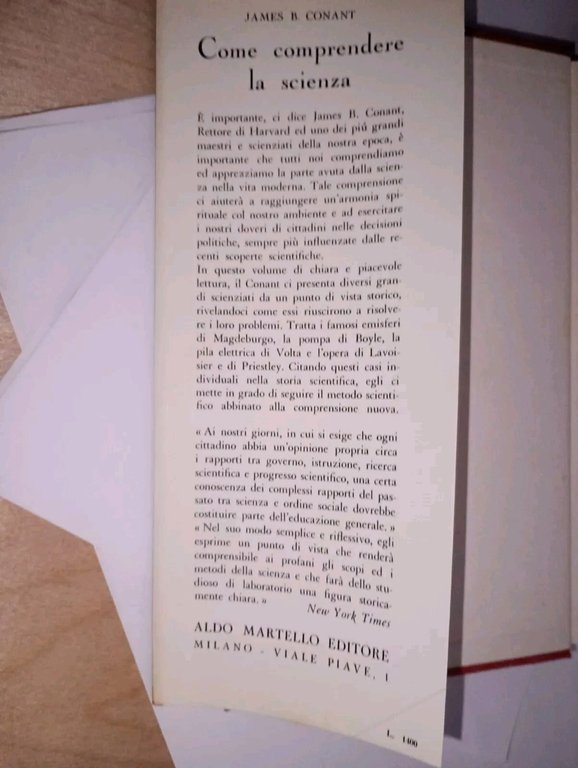 JAMES B. CONANT
Come comprendere
la scienza
È importante, ci dice James B. Conant,
Rettore di Harvard ed uno dei piú grandi
maestri e scienziati della nostra epoca, è
importante che tutti noi comprendiamo
ed apprezziamo la parte avuta dalla scien-
za nella vita moderna. Tale comprensione
ci aiuterà a raggiungere un'armonia spi-
rituale col nostro ambiente e ad esercitare
i nostri doveri di cittadini nelle decisioni
politiche, sempre più influenzate dalle re-
centi scoperte scientifiche.
In questo volume di chiara e piacevole
lettura, il Conant ci presenta diversi gran-
di scienziati da un punto di vista storico,
rivelandoci come essi riuscirono a risolve-
re i loro problemi. Tratta i famosi emisferi
di Magdeburgo, la pompa di Boyle, la
pila elettrica di Volta e l'opera di Lavoi-
sier e di Priestley. Citando questi casi in-
dividuali nella storia scientifica, egli ci
mette in grado di seguire il metodo scienti-
fico abbinato alla comprensione nuova.
« Ai nostri giorni, in cui si esige che ogni
cittadino abbia un'opinione propria circa
i rapporti tra governo, istruzione, ricerca
scientifica e progresso scientifico, una certa
conoscenza dei complessi rapporti del pas-
sato tra scienza e ordine sociale dovrebbe
costituire parte dell'educazione generale. »
« Nel suo modo semplice e riflessivo, egli
esprime un punto di vista che renderà
comprensibile ai profani gli scopi ed i
metodi della scienza e che farà dello stu-
dioso di laboratorio una figura storica-
mente chiara. » New York Times
ALDO MARTELLO EDITORE
MILANO - VIALE PIAVE, 1
L. 1400